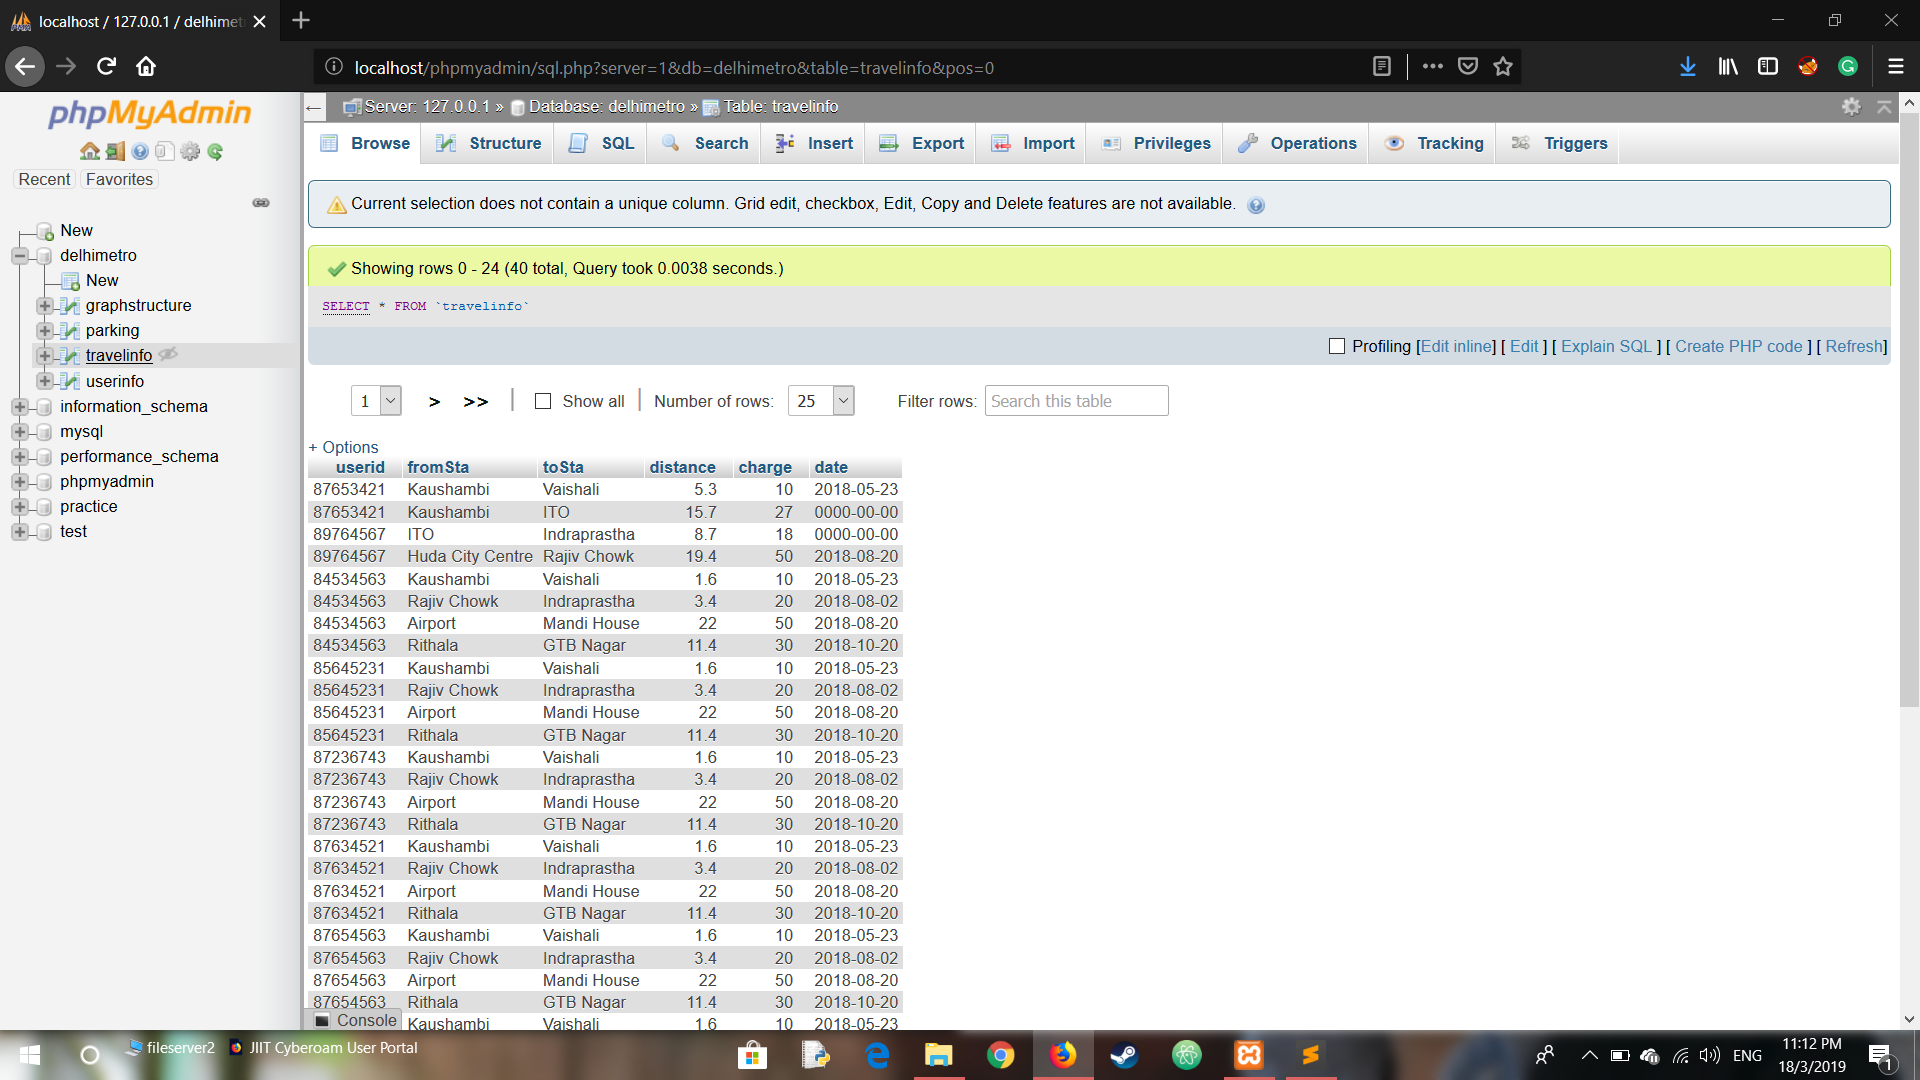 localhost / 127.0.0.1 / delhimet
localhost/phpmyadmin/sql.php?server=1&db=delhimetro&table=travelinfo&pos=0
phpMyAdmin
Recent Favorites
New
delhimetro
New
graphstructure
parking
travelinfo
userinfo
information_schema
mysql
performance_schema
phpmyadmin
practice
test
Server: 127.0.0.1 » Database: delhimetro » Table: travelinfo
Browse Structure SQL Search Insert Export Import Privileges Operations Tracking Triggers
Current selection does not contain a unique column. Grid edit, checkbox, Edit, Copy and Delete features are not available.
Showing rows 0 - 24 (40 total, Query took 0.0038 seconds.)
SELECT * FROM `travelinfo`
Profiling [Edit inline] [ Edit ] [ Explain SQL ] [ Create PHP code ] [ Refresh]
1 > >> | Show all | Number of rows: 25 Filter rows: Search this table
+ Options
userid fromSta toSta distance charge date
87653421 Kaushambi Vaishali 5.3 10 2018-05-23
87653421 Kaushambi ITO 15.7 27 0000-00-00
89764567 ITO Indraprastha 8.7 18 0000-00-00
89764567 Huda City Centre Rajiv Chowk 19.4 50 2018-08-20
84534563 Kaushambi Vaishali 1.6 10 2018-05-23
84534563 Rajiv Chowk Indraprastha 3.4 20 2018-08-02
84534563 Airport Mandi House 22 50 2018-08-20
84534563 Rithala GTB Nagar 11.4 30 2018-10-20
85645231 Kaushambi Vaishali 1.6 10 2018-05-23
85645231 Rajiv Chowk Indraprastha 3.4 20 2018-08-02
85645231 Airport Mandi House 22 50 2018-08-20
85645231 Rithala GTB Nagar 11.4 30 2018-10-20
87236743 Kaushambi Vaishali 1.6 10 2018-05-23
87236743 Rajiv Chowk Indraprastha 3.4 20 2018-08-02
87236743 Airport Mandi House 22 50 2018-08-20
87236743 Rithala GTB Nagar 11.4 30 2018-10-20
87634521 Kaushambi Vaishali 1.6 10 2018-05-23
87634521 Rajiv Chowk Indraprastha 3.4 20 2018-08-02
87634521 Airport Mandi House 22 50 2018-08-20
87634521 Rithala GTB Nagar 11.4 30 2018-10-20
87654563 Kaushambi Vaishali 1.6 10 2018-05-23
87654563 Rajiv Chowk Indraprastha 3.4 20 2018-08-02
87654563 Airport Mandi House 22 50 2018-08-20
87654563 Rithala GTB Nagar 11.4 30 2018-10-20
Console Kaushambi Vaishali 1.6 10 2018-05-23
fileserver2 JIIT Cyberoam User Portal
ENG
11:12 PM
18/3/2019
1